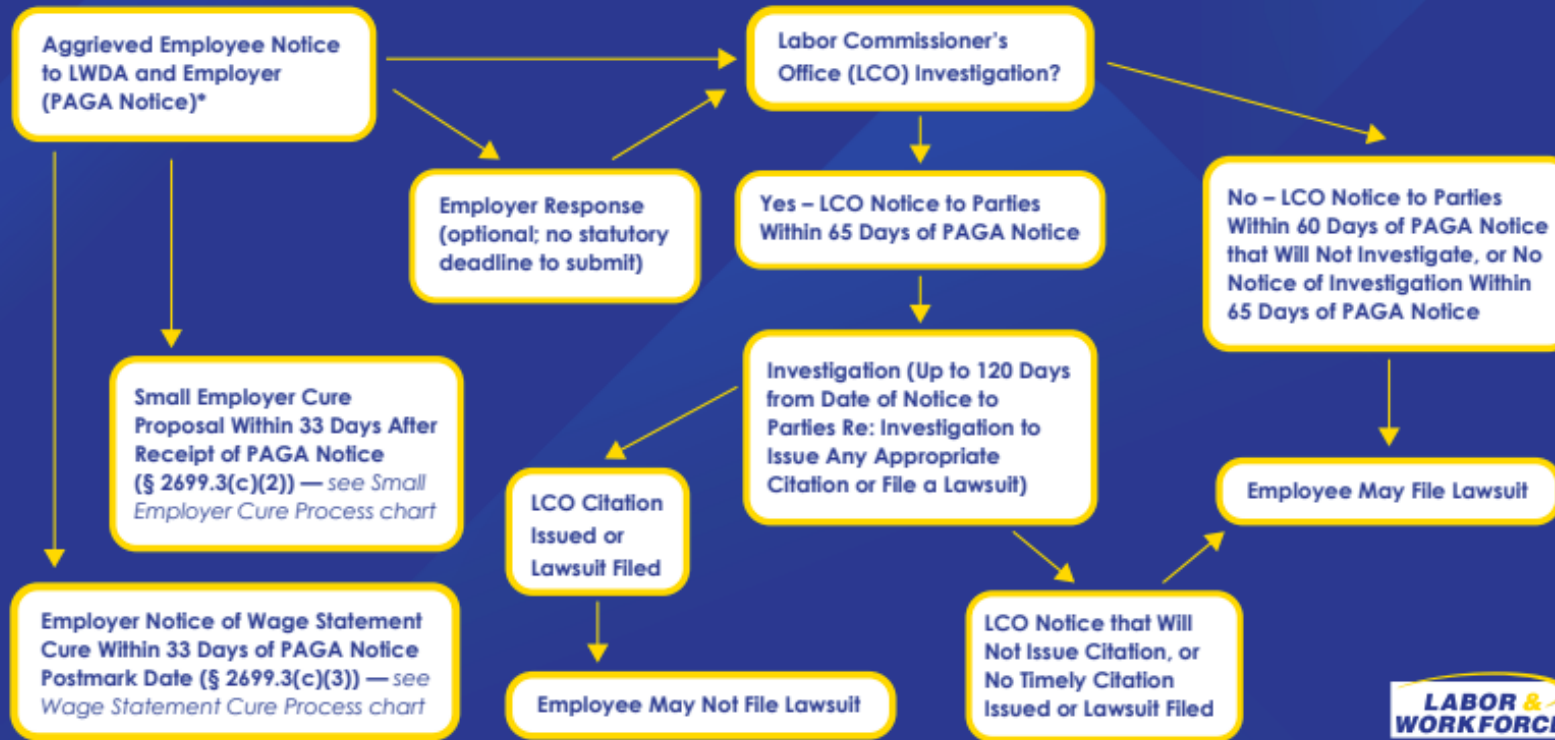 Aggrieved Employee Notice
to LWDA and Employer
(PAGA Notice)*
Labor Commissioner's
Office (LCO) Investigation?
Employer Response
(optional; no statutory
deadline to submit)
Yes – LCO Notice to Parties
Within 65 Days of PAGA Notice
No – LCO Notice to Parties
Within 60 Days of PAGA Notice
that Will Not Investigate, or No
Notice of Investigation Within
65 Days of PAGA Notice
Small Employer Cure
Proposal Within 33 Days After
Receipt of PAGA Notice
(§ 2699.3(c)(2)) — see Small
Employer Cure Process chart
Investigation (Up to 120 Days
from Date of Notice to
Parties Re: Investigation to
Issue Any Appropriate
Citation or File a Lawsuit)
LCO Citation
Issued or
Lawsuit Filed
Employee May File Lawsuit
Employer Notice of Wage Statement
Cure Within 33 Days of PAGA Notice
Postmark Date (§ 2699.3(c)(3)) — see
Wage Statement Cure Process chart
Employee May Not File Lawsuit
LCO Notice that Will
Not Issue Citation, or
No Timely Citation
Issued or Lawsuit Filed
LABOR &
WORKFORC